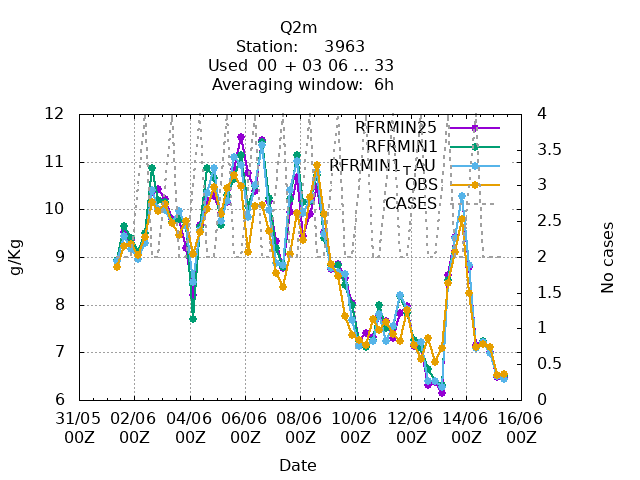 Q2m
Station: 3963
Used 00 + 03 06 ... 33
Averaging window: 6h
12
11
10
9
8
7
6
g/Kg
4
3.5
3
2.5
2
1.5
1
0.5
0
No cases
RFRMIN25
RFRMIN1
RFRMIN1_AU
OBS
CASES
31/05 02/06 04/06 06/06 08/06 10/06 12/06 14/06 16/06
00Z 00Z 00Z 00Z 00Z 00Z 00Z 00Z 00Z
Date